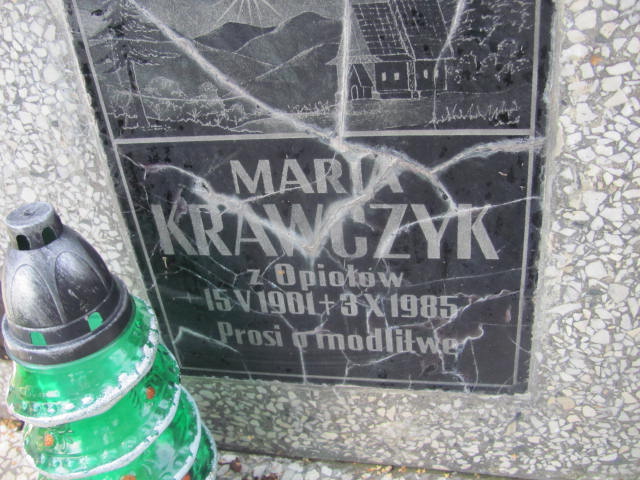 MARIA
KRAWCZYK
z Opiołów
+15 V 1901 + 3 X 1985
Prosi o modlitwę